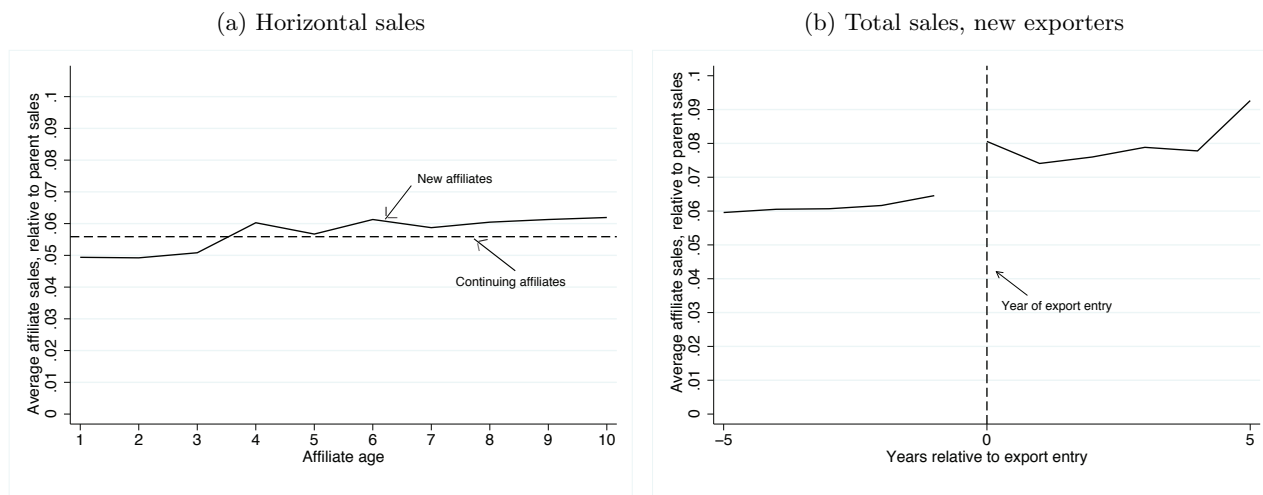 (a) Horizontal sales
Average affiliate sales, relative to parent sales
.1
.09
.08
.07
.06
.05
.04
.03
.02
.01
0
New affiliates
Continuing affiliates
1 2 3 4 5 6 7 8 9 10
Affiliate age
(b) Total sales, new exporters
Average affiliate sales, relative to parent sales
.1
.09
.08
.07
.06
.05
.04
.03
.02
.01
0
Year of export entry
−5 0 5
Years relative to export entry